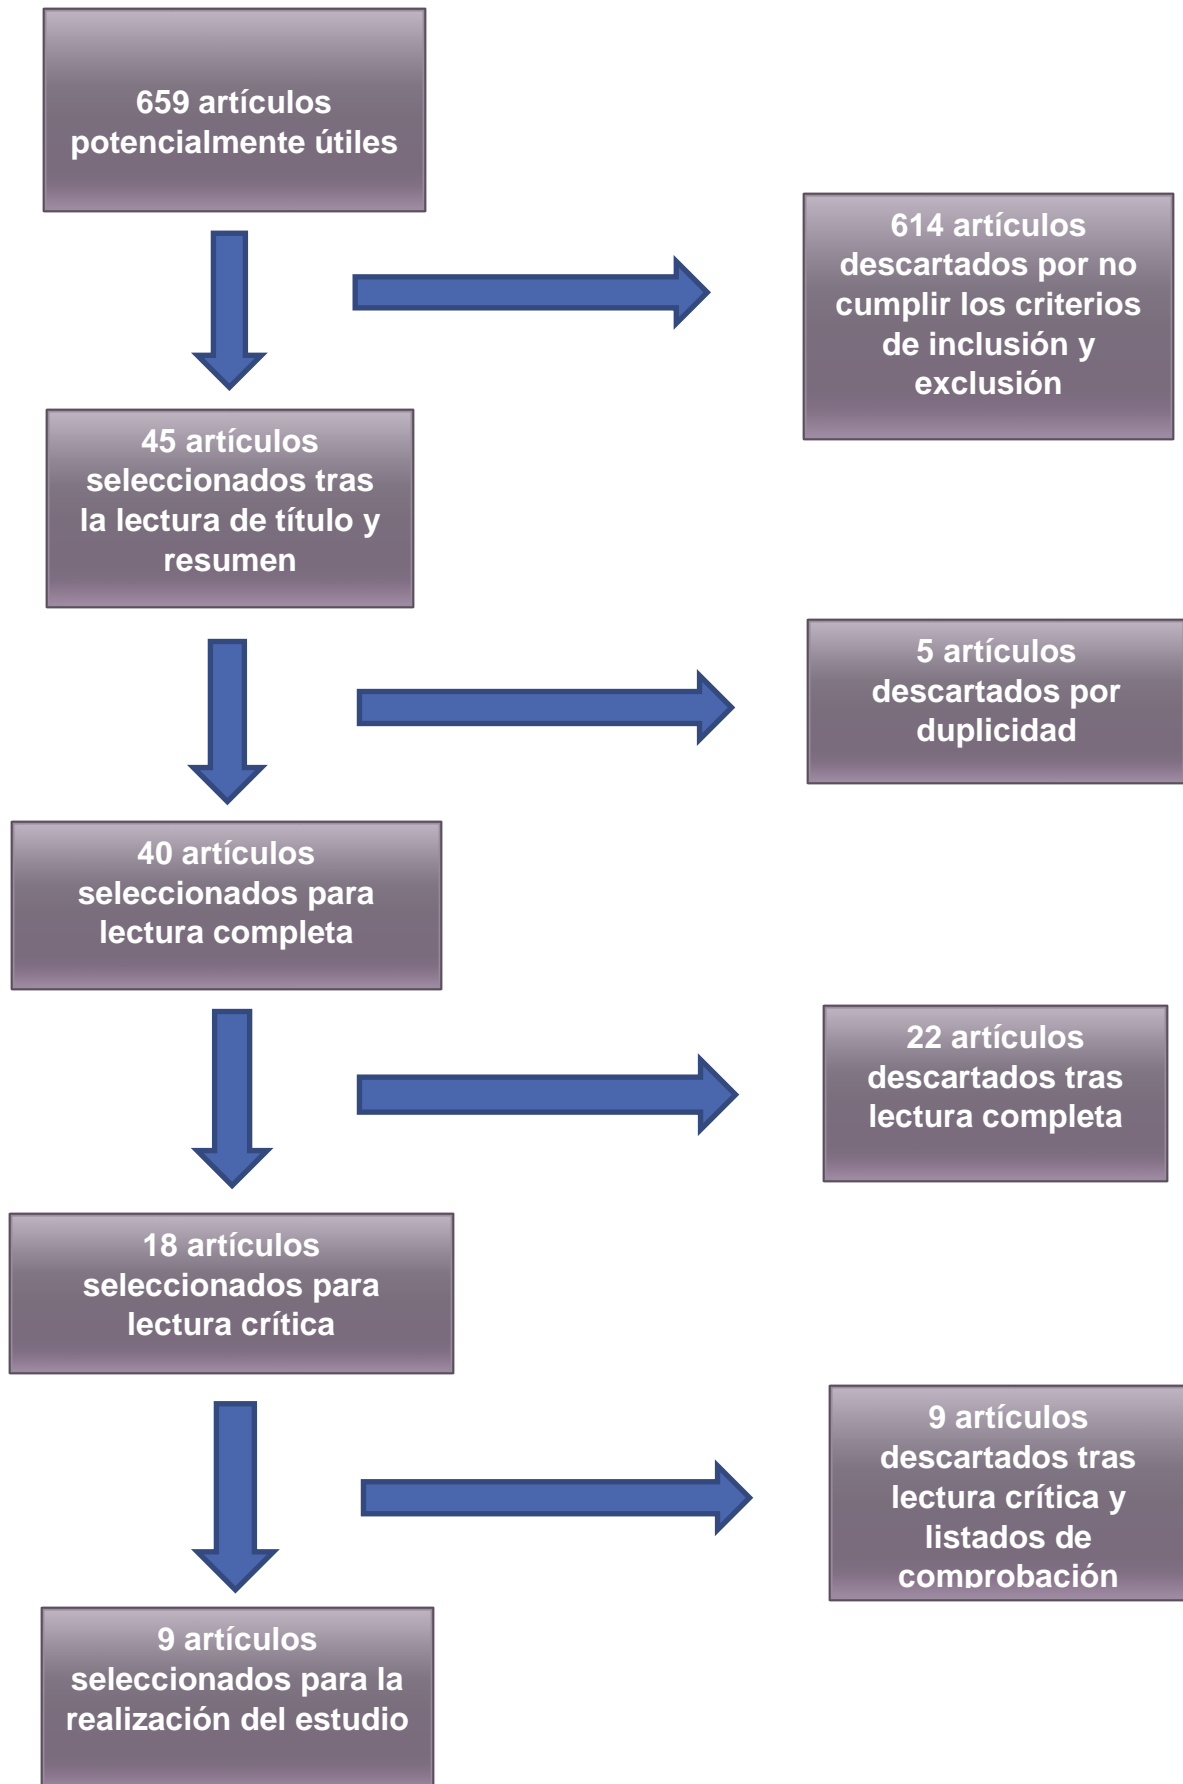 659 artículos
potencialmente útiles
614 artículos
descartados por no
cumplir los criterios
de inclusión y
exclusión
45 artículos
seleccionados tras
la lectura de título y
resumen
5 artículos
descartados por
duplicidad
40 artículos
seleccionados para
lectura completa
22 artículos
descartados tras
lectura completa
18 artículos
seleccionados para
lectura crítica
9 artículos
descartados tras
lectura crítica y
listados de
comprobación
9 artículos
seleccionados para la
realización del estudio